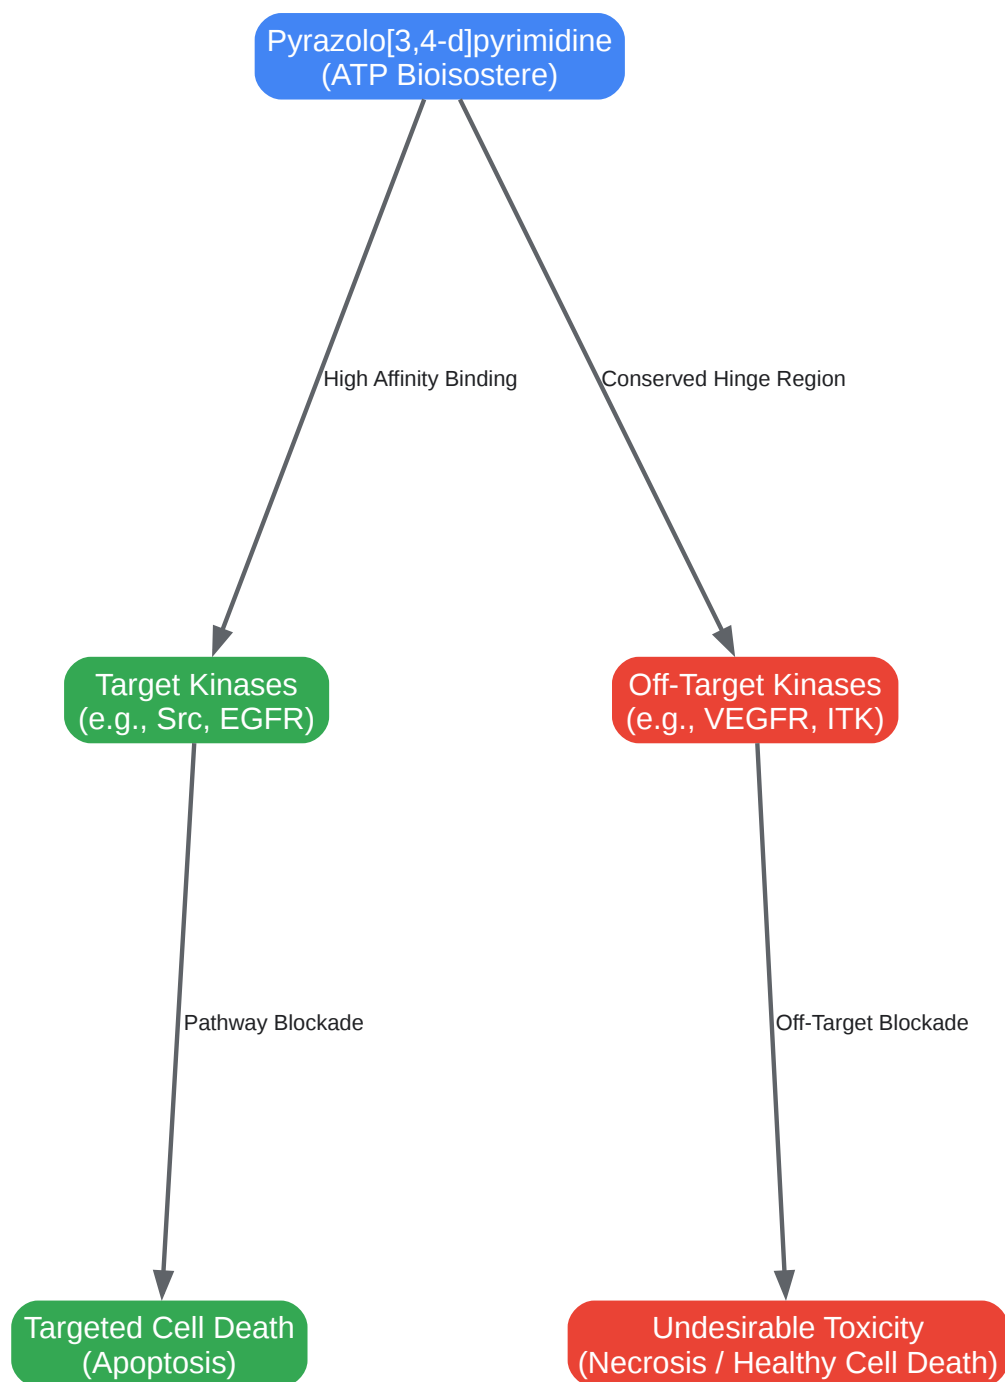 Pyrazolo[3,4-d]pyrimidine
(ATP Bioisostere)
High Affinity Binding
Conserved Hinge Region
Target Kinases
(e.g., Src, EGFR)
Off-Target Kinases
(e.g., VEGFR, ITK)
Pathway Blockade
Off-Target Blockade
Targeted Cell Death
(Apoptosis)
Undesirable Toxicity
(Necrosis / Healthy Cell Death)